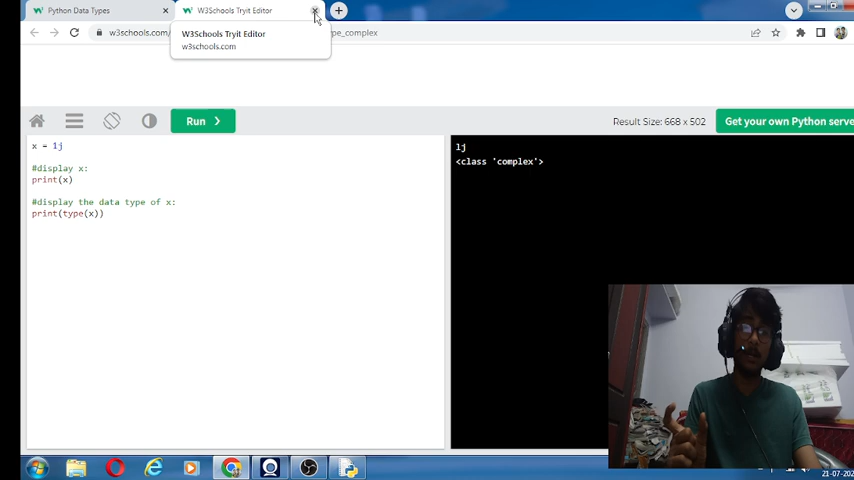 Python Data Types
W3Schools Tryit Editor
w3schools.com/
pe_complex
W3Schools Tryit Editor
w3schools.com
Run
Result Size: 668 x 502
Get your own Python serve
x = 1j
#display x:
print(x)
#display the data type of x:
print(type(x))
1j
<class 'complex'>
21-07-202